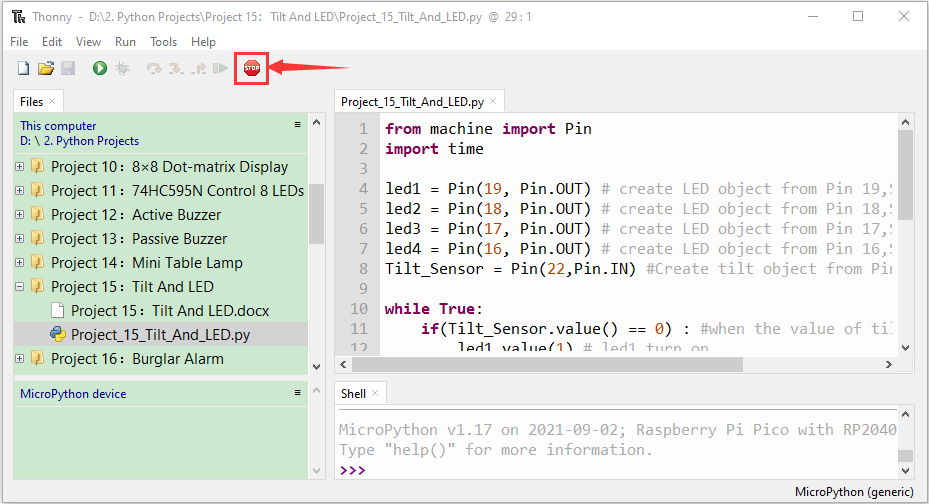 Thonny - D:\2. Python Projects\Project 15： Tilt And LED\Project_15_Tilt_And_LED.py @ 29 : 1
File Edit View Run Tools Help
STOP
Files
This computer
D: \ 2. Python Projects
Project 10：8×8 Dot-matrix Display
Project 11：74HC595N Control 8 LEDs
Project 12：Active Buzzer
Project 13：Passive Buzzer
Project 14：Mini Table Lamp
Project 15：Tilt And LED
Project 15：Tilt And LED.docx
Project_15_Tilt_And_LED.py
Project 16：Burglar Alarm
MicroPython device
Project_15_Tilt_And_LED.py
1 from machine import Pin
2 import time
3
4 led1 = Pin(19, Pin.OUT) # create LED object from Pin 19,S
5 led2 = Pin(18, Pin.OUT) # create LED object from Pin 18,S
6 led3 = Pin(17, Pin.OUT) # create LED object from Pin 17,S
7 led4 = Pin(16, Pin.OUT) # create LED object from Pin 16,S
8 Tilt_Sensor = Pin(22,Pin.IN) #Create tilt object from Pin
9
10 while True:
11 if(Tilt_Sensor.value() == 0) : #when the value of til
12 led1.value(1) # led1 turn on
Shell
MicroPython v1.17 on 2021-09-02; Raspberry Pi Pico with RP2040
Type "help()" for more information.
>>>
MicroPython (generic)